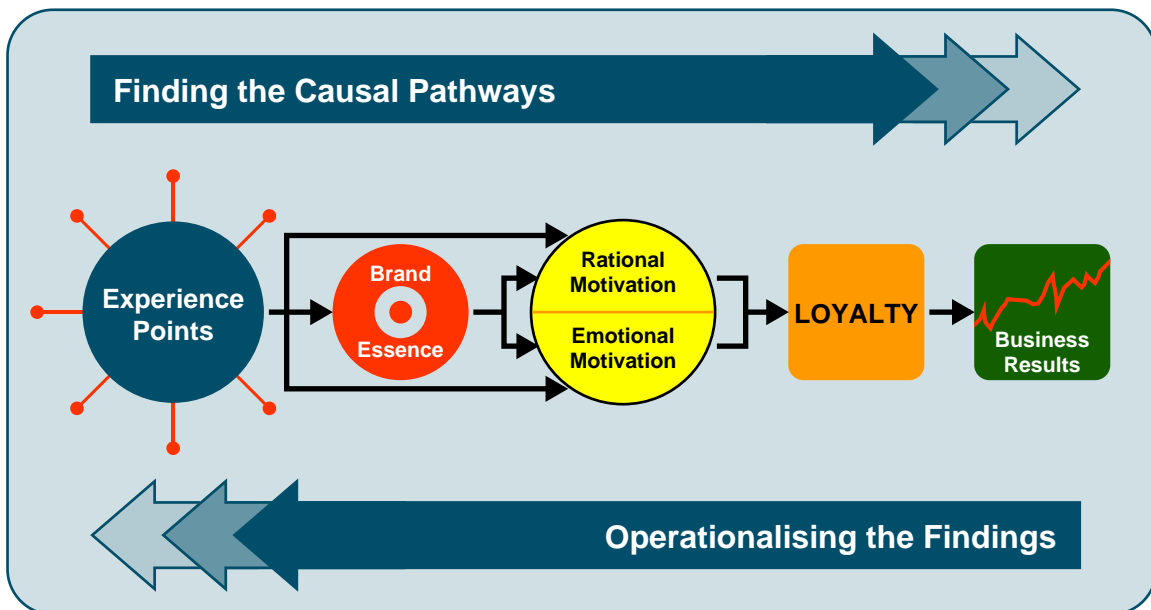 Finding the Causal Pathways
Experience
Points
Brand
Essence
Rational
Motivation
Emotional
Motivation
LOYALTY
Business
Results
Operationalising the Findings